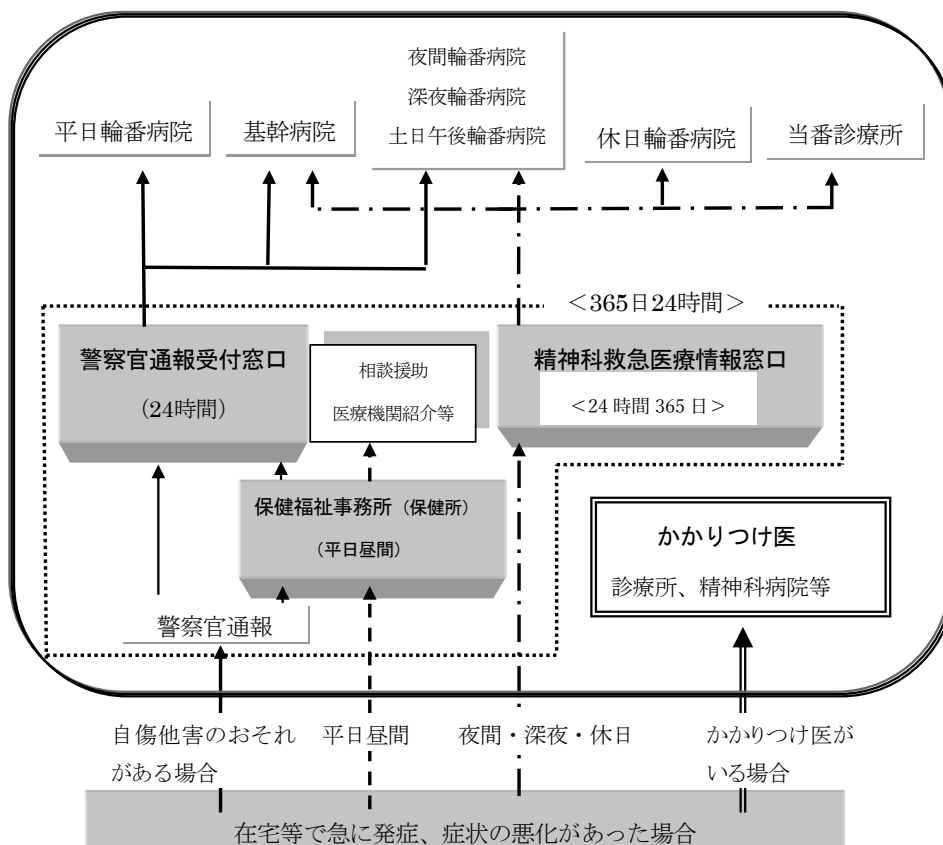 夜間輪番病院
深夜輪番病院
土日午後輪番病院
平日輪番病院
基幹病院
休日輪番病院
当番診療所
＜365日24時間＞
警察官通報受付窓口
（24時間）
相談援助
医療機関紹介等
精神科救急医療情報窓口
＜24時間365日＞
保健福祉事務所（保健所）
（平日昼間）
かかりつけ医
診療所、精神科病院等
警察官通報
自傷他害のおそれ
がある場合
平日昼間
夜間・深夜・休日
かかりつけ医が
いる場合
在宅等で急に発症、症状の悪化があった場合